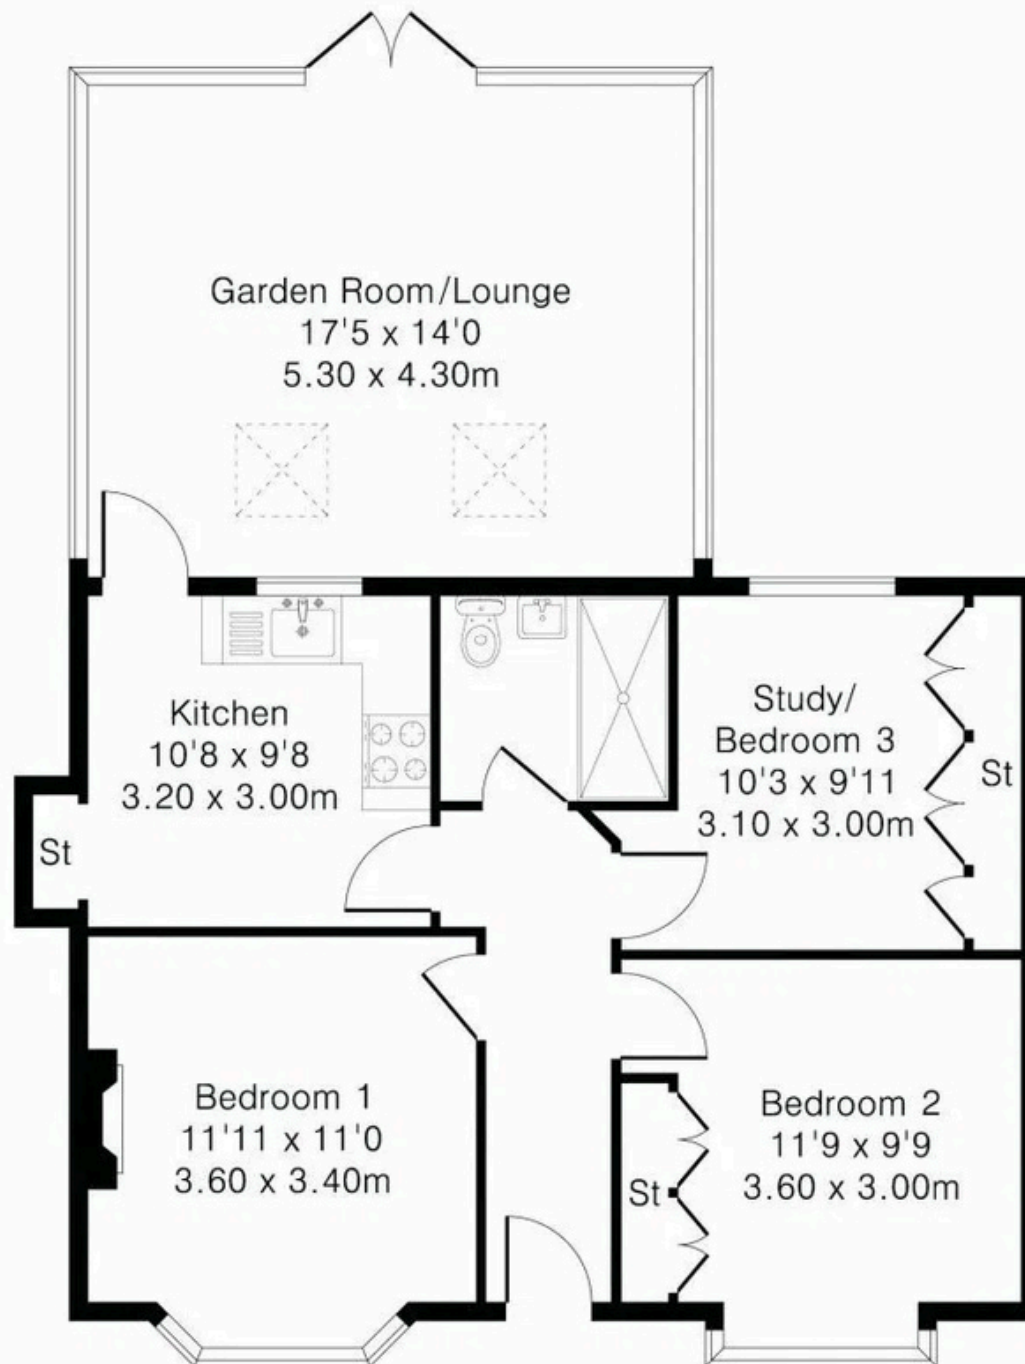 Garden Room/Lounge
17'5 x 14'0
5.30 x 4.30m
Kitchen
10'8 x 9'8
3.20 x 3.00m
St
Study/
Bedroom 3
10'3 x 9'11
3.10 x 3.00m
St
Bedroom 1
11'11 x 11'0
3.60 x 3.40m
St
Bedroom 2
11'9 x 9'9
3.60 x 3.00m